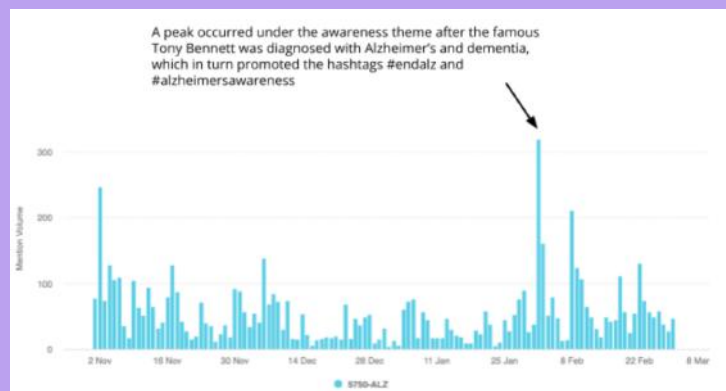 A peak occurred under the awareness theme after the famous
Tony Bennett was diagnosed with Alzheimer's and dementia,
which in turn promoted the hashtags #endalz and
#alzheimersawareness
300
200
100
0
Mention Volume
2 Nov 16 Nov 30 Nov 14 Dec 28 Dec 11 Jan 25 Jan 8 Feb 22 Feb 8 Mar
5750-ALZ